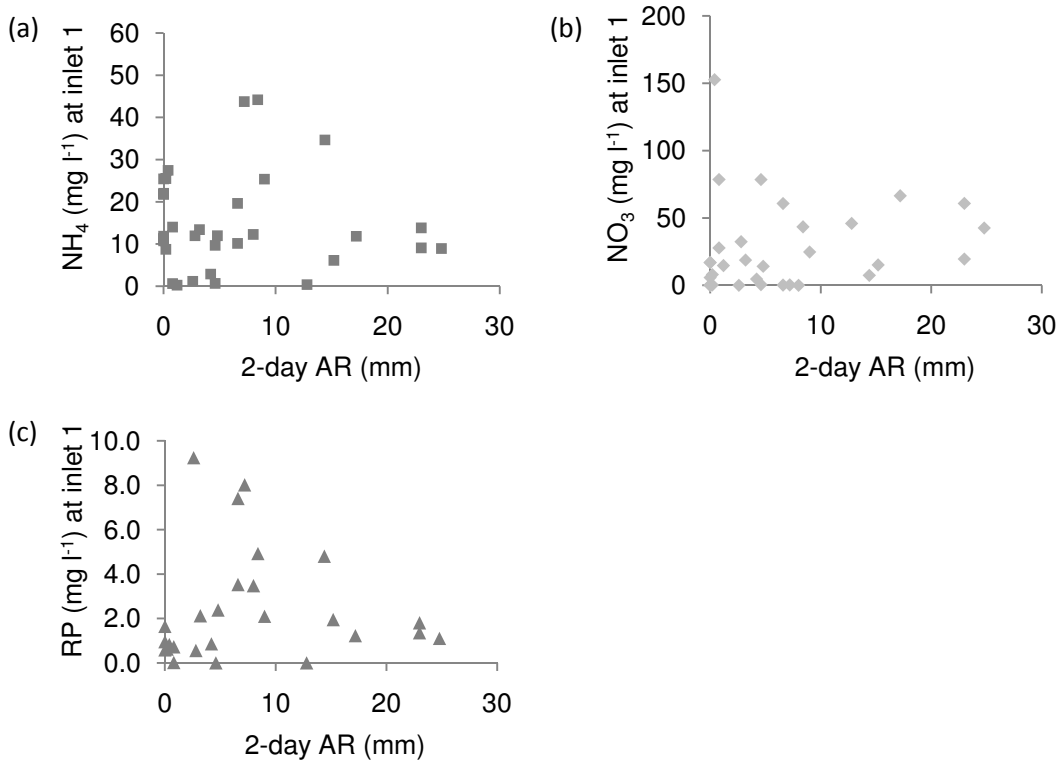 (a)
NH₄ (mg l⁻¹) at inlet 1
60
50
40
30
20
10
0
0 10 20 30
2-day AR (mm)
(b)
NO₃ (mg l⁻¹) at inlet 1
200
150
100
50
0
0 10 20 30
2-day AR (mm)
(c)
RP (mg l⁻¹) at inlet 1
10.0
8.0
6.0
4.0
2.0
0.0
0 10 20 30
2-day AR (mm)